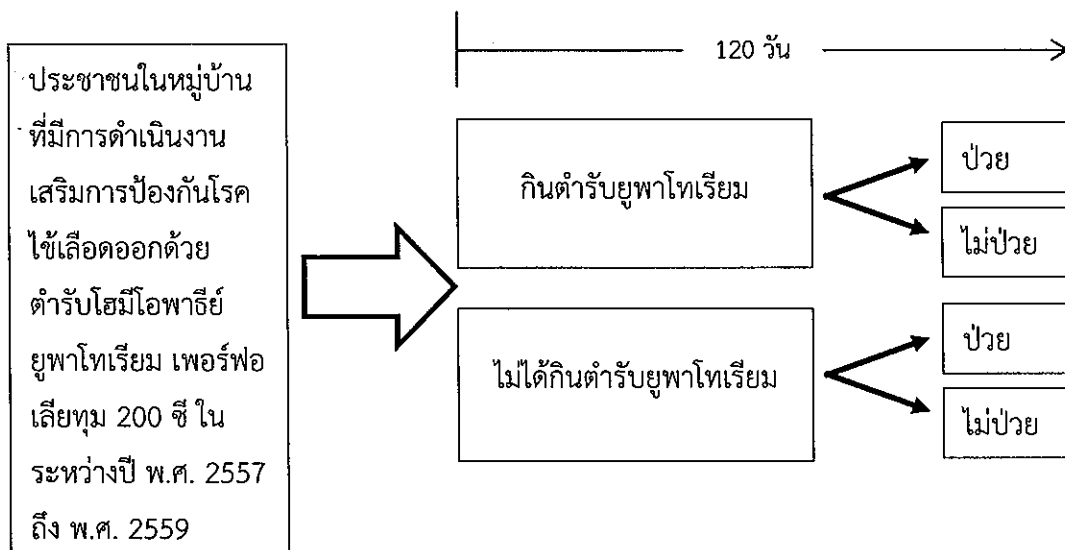 120 วัน
ประชาชนในหมู่บ้าน
ที่มีการดำเนินงาน
เสริมการป้องกันโรค
ไข้เลือดออกด้วย
ตำรับโฮมีโอพาธีย์
ยูพาโทเรียม เพอร์ฟอ
เลียทุม 200 ซี ใน
ระหว่างปี พ.ศ. 2557
ถึง พ.ศ. 2559
กินตำรับยูพาโทเรียม
ป่วย
ไม่ป่วย
ไม่ได้กินตำรับยูพาโทเรียม
ป่วย
ไม่ป่วย